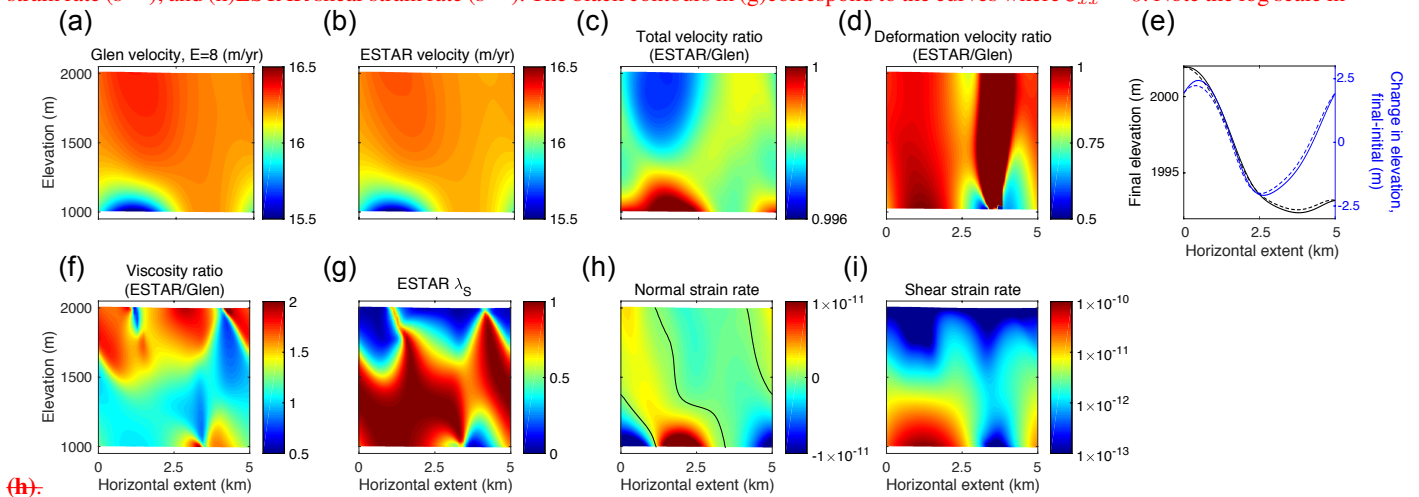 (a) (b) (c) (d) (e)
Glen velocity, E=8 (m/yr) ESTAR velocity (m/yr) Total velocity ratio (ESTAR/Glen) Deformation velocity ratio (ESTAR/Glen)
2000 16.5 16.5 1 1 2.5
2000
Elevation (m) 1500 16 16 0.75 Final elevation (m) 0 Change in elevation, final-initial (m)
1995
1000 15.5 15.5 0.996 0.5 -2.5
0 2.5 5 0 2.5 5 0 2.5 5
Horizontal extent (km)
(f) (g) (h) (i)
Viscosity ratio (ESTAR/Glen) ESTAR λS Normal strain rate Shear strain rate
2000 2 1 1×10-11 1×10-10
Elevation (m) 1500 1.5 0.5 0 1×10-11
1×10-12
1000 1 0 -1×10-11 1×10-13
0 2.5 5 0 2.5 5 0 2.5 5 0 2.5 5
Horizontal extent (km) Horizontal extent (km) Horizontal extent (km) Horizontal extent (km)
(h).